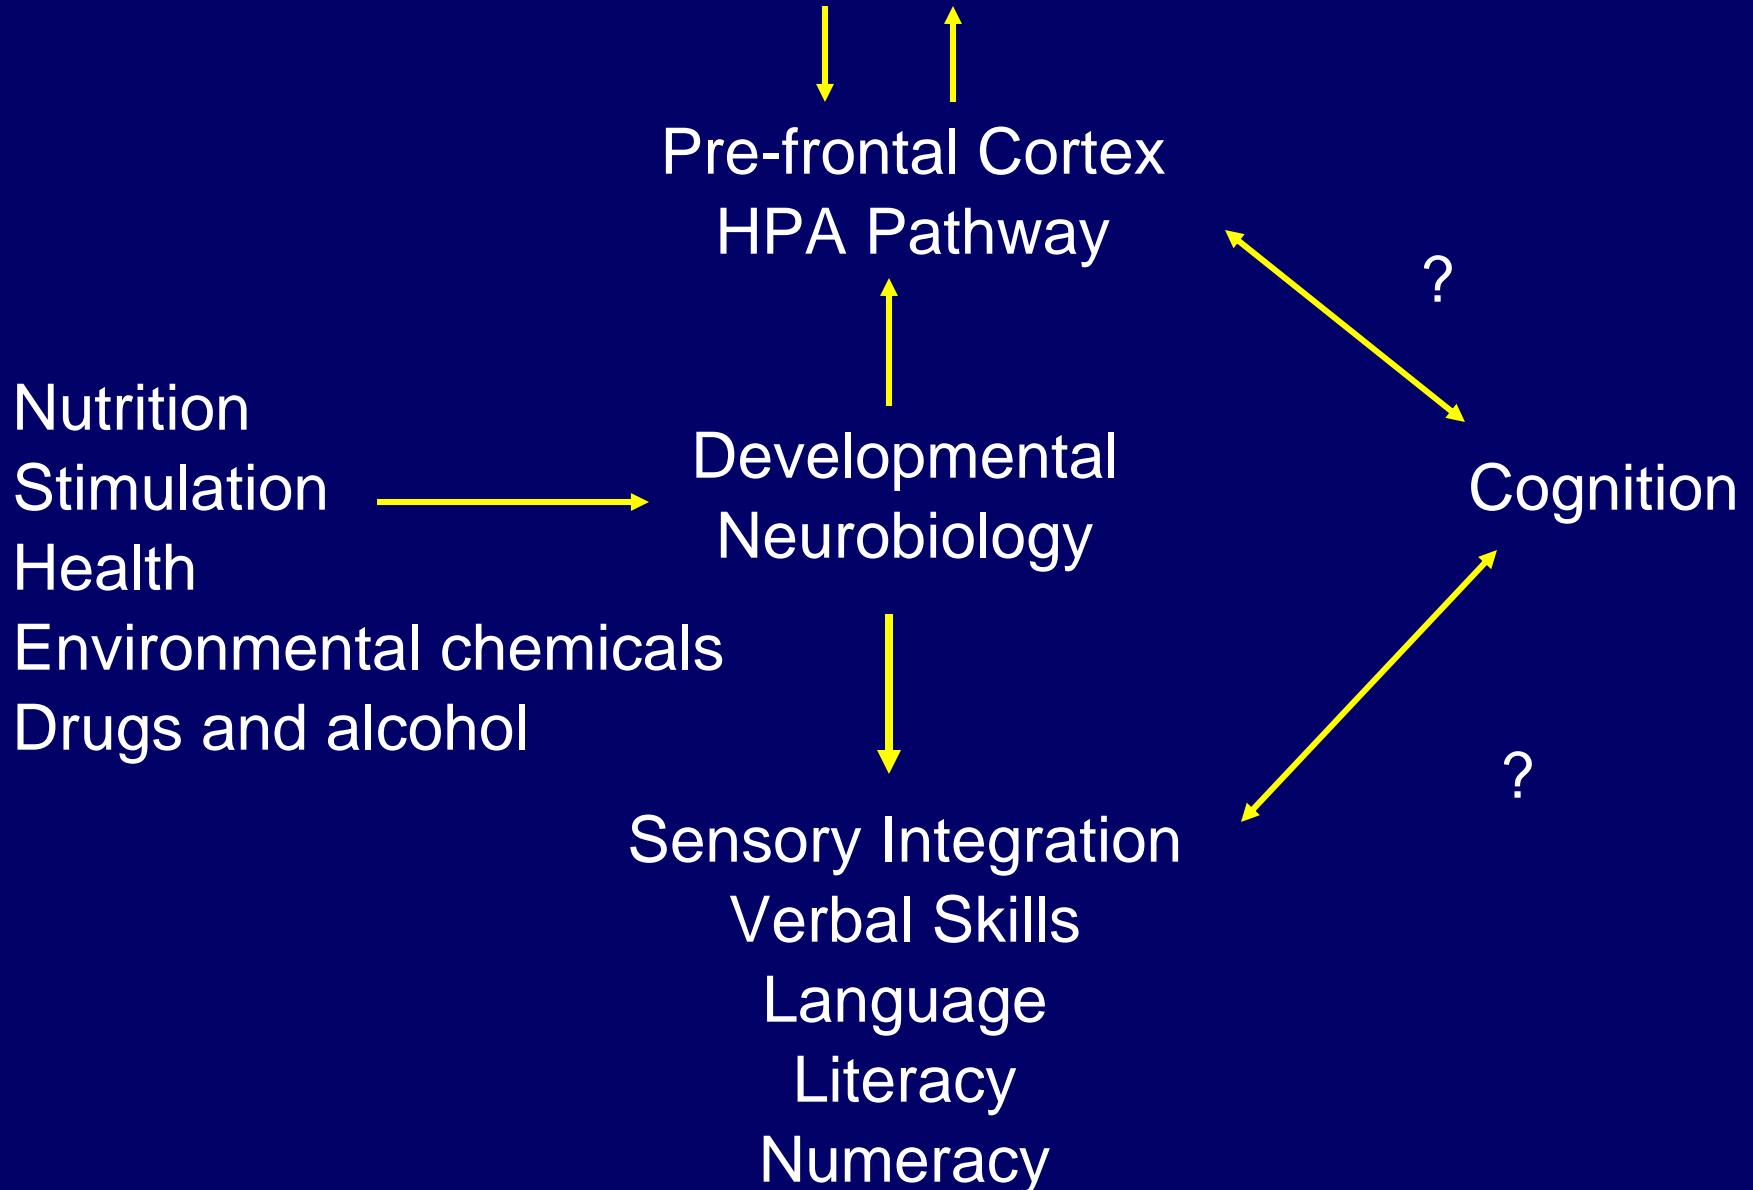 Pre-frontal Cortex
HPA Pathway
?
Nutrition
Stimulation
Health
Environmental chemicals
Drugs and alcohol
Developmental
Neurobiology
Cognition
?
Sensory Integration
Verbal Skills
Language
Literacy
Numeracy